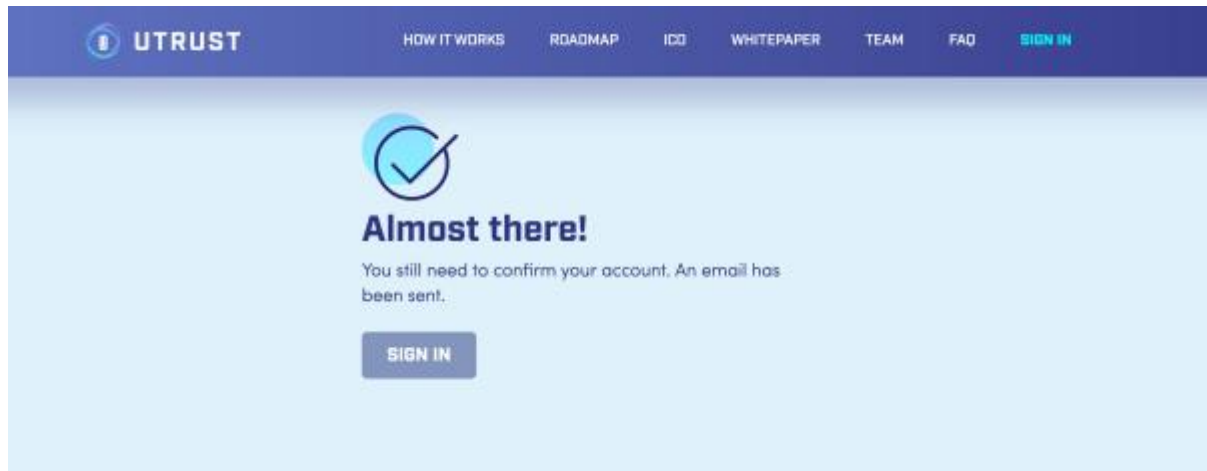 UTRUST
HOW IT WORKS ROADMAP ICO WHITEPAPER TEAM FAQ SIGN IN
Almost there!
You still need to confirm your account. An email has
been sent.
SIGN IN